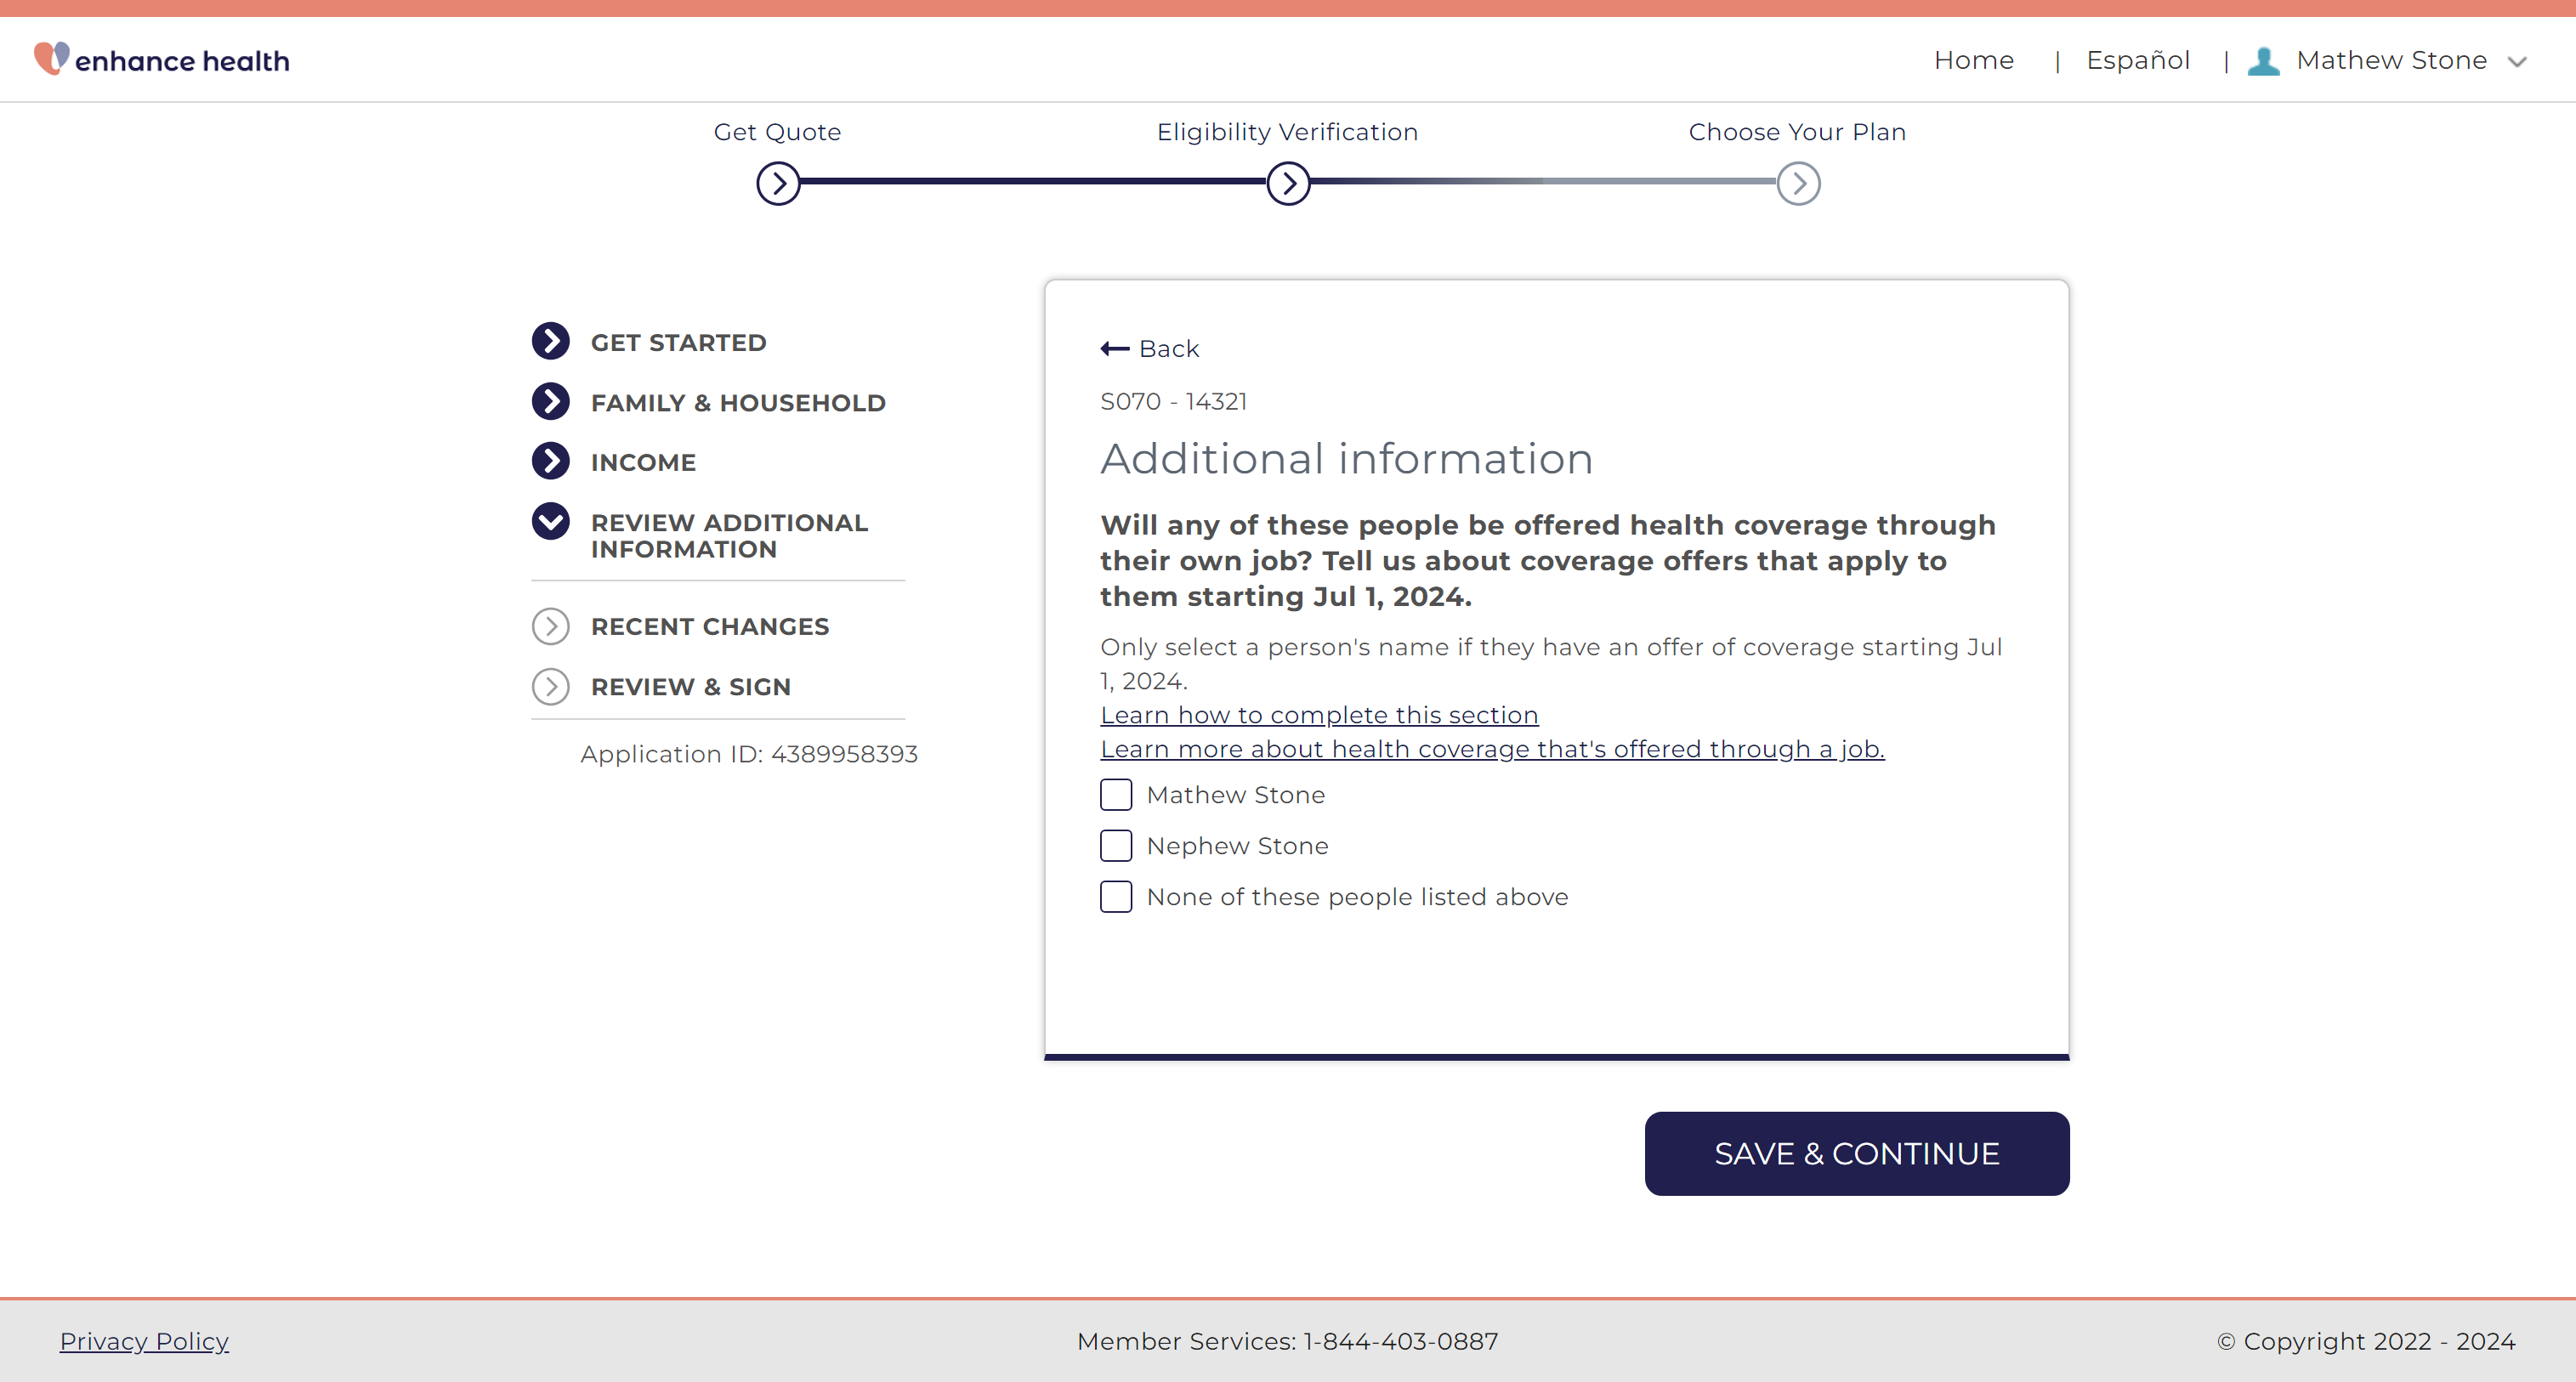 enhance health
Home | Español | Mathew Stone
Get Quote
Eligibility Verification
Choose Your Plan
GET STARTED
FAMILY & HOUSEHOLD
INCOME
REVIEW ADDITIONAL
INFORMATION
RECENT CHANGES
REVIEW & SIGN
Application ID: 4389958393
Back
S070 - 14321
Additional information
Will any of these people be offered health coverage through
their own job? Tell us about coverage offers that apply to
them starting Jul 1, 2024.
Only select a person's name if they have an offer of coverage starting Jul
1, 2024.
Learn how to complete this section
Learn more about health coverage that's offered through a job.
Mathew Stone
Nephew Stone
None of these people listed above
SAVE & CONTINUE
Privacy Policy
Member Services: 1-844-403-0887
© Copyright 2022 - 2024